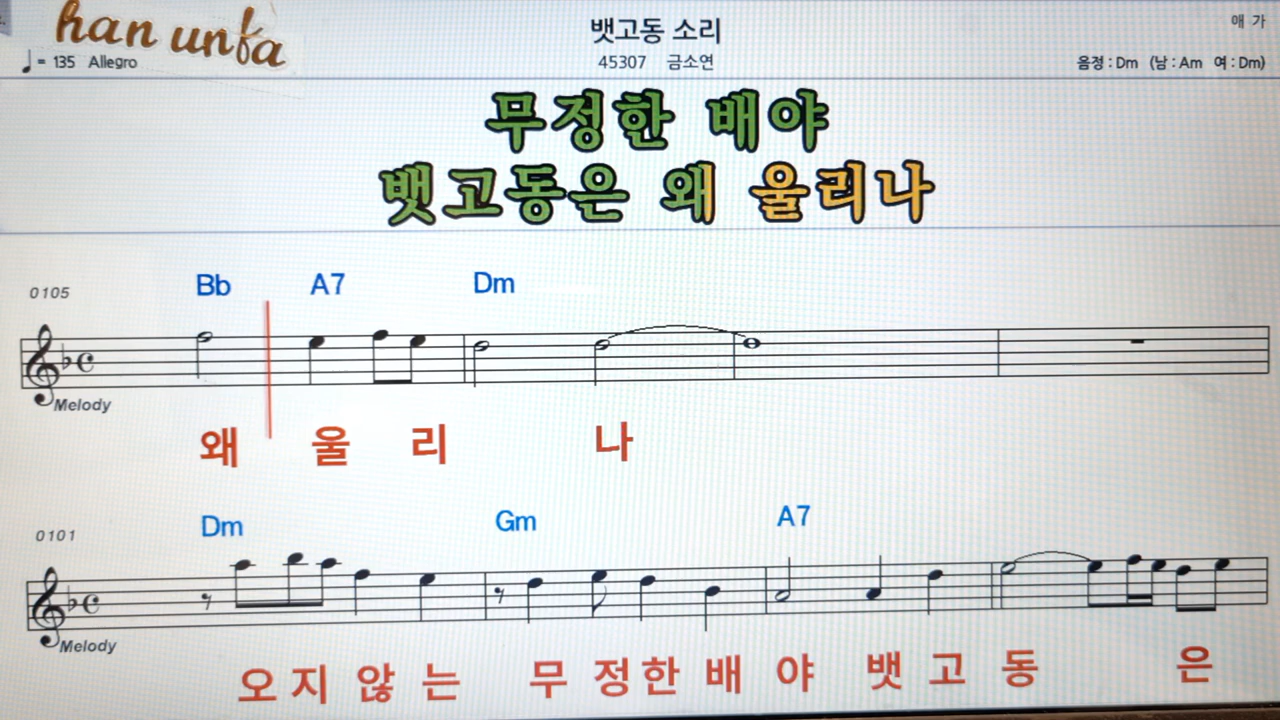 han unfa
뱃고동 소리
애 가
♩= 135 Allegro
45307 금소연
음정 : Dm (남 : Am 여 : Dm)
무정한 배야
뱃고동은 왜 울리나
Bb A7 Dm
0105
Melody
왜 울 리 나
Dm Gm A7
0101
Melody
오 지 않 는 무 정 한 배 야 뱃 고 동 은